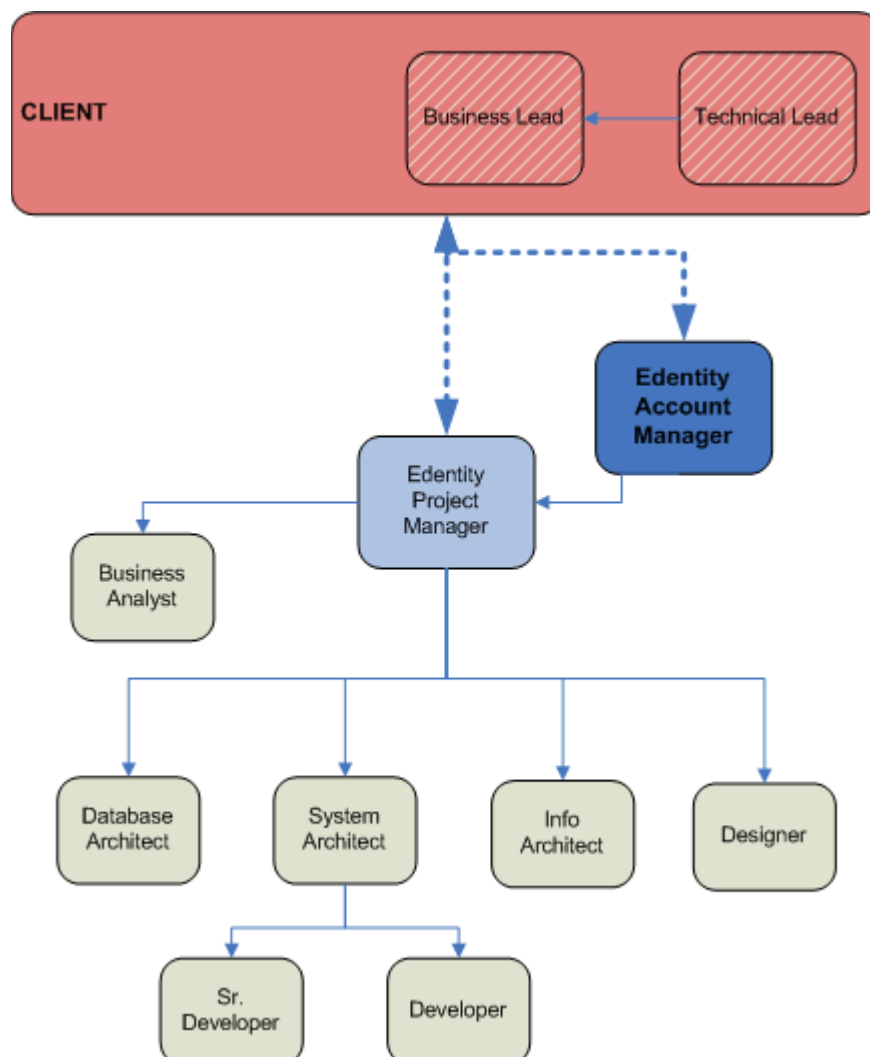 CLIENT
Business Lead
Technical Lead
Edentity
Account
Manager
Edentity
Project
Manager
Business
Analyst
Database
Architect
System
Architect
Info
Architect
Designer
Sr.
Developer
Developer